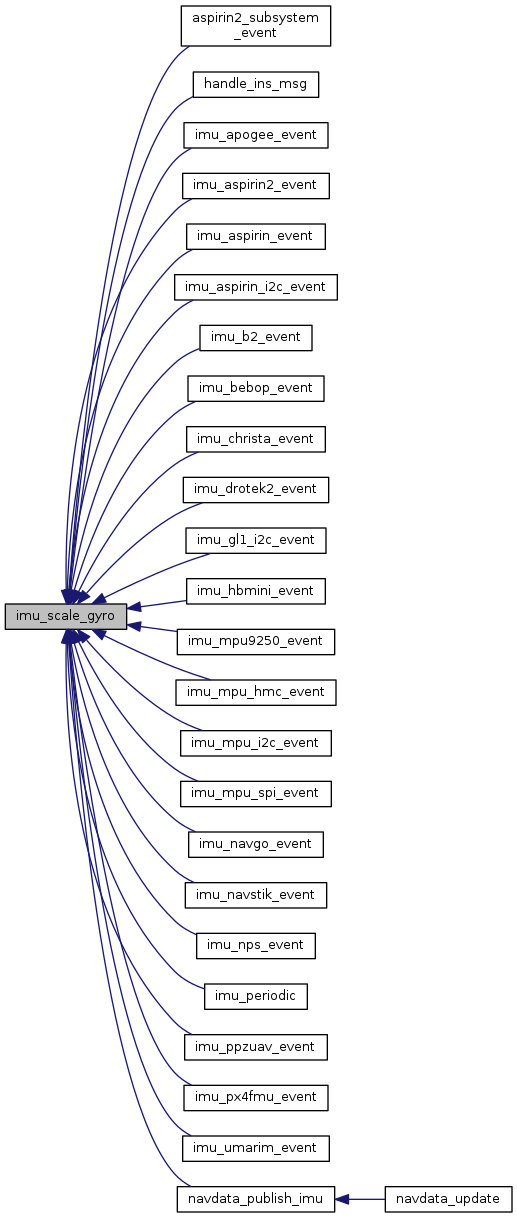 aspirin2_subsystem
_event
handle_ins_msg
imu_apogee_event
imu_aspirin2_event
imu_aspirin_event
imu_aspirin_i2c_event
imu_b2_event
imu_bebop_event
imu_christa_event
imu_drotek2_event
imu_gl1_i2c_event
imu_hbmini_event
imu_scale_gyro
imu_mpu9250_event
imu_mpu_hmc_event
imu_mpu_i2c_event
imu_mpu_spi_event
imu_navgo_event
imu_navstik_event
imu_nps_event
imu_periodic
imu_ppzuav_event
imu_px4fmu_event
imu_umarim_event
navdata_publish_imu
navdata_update